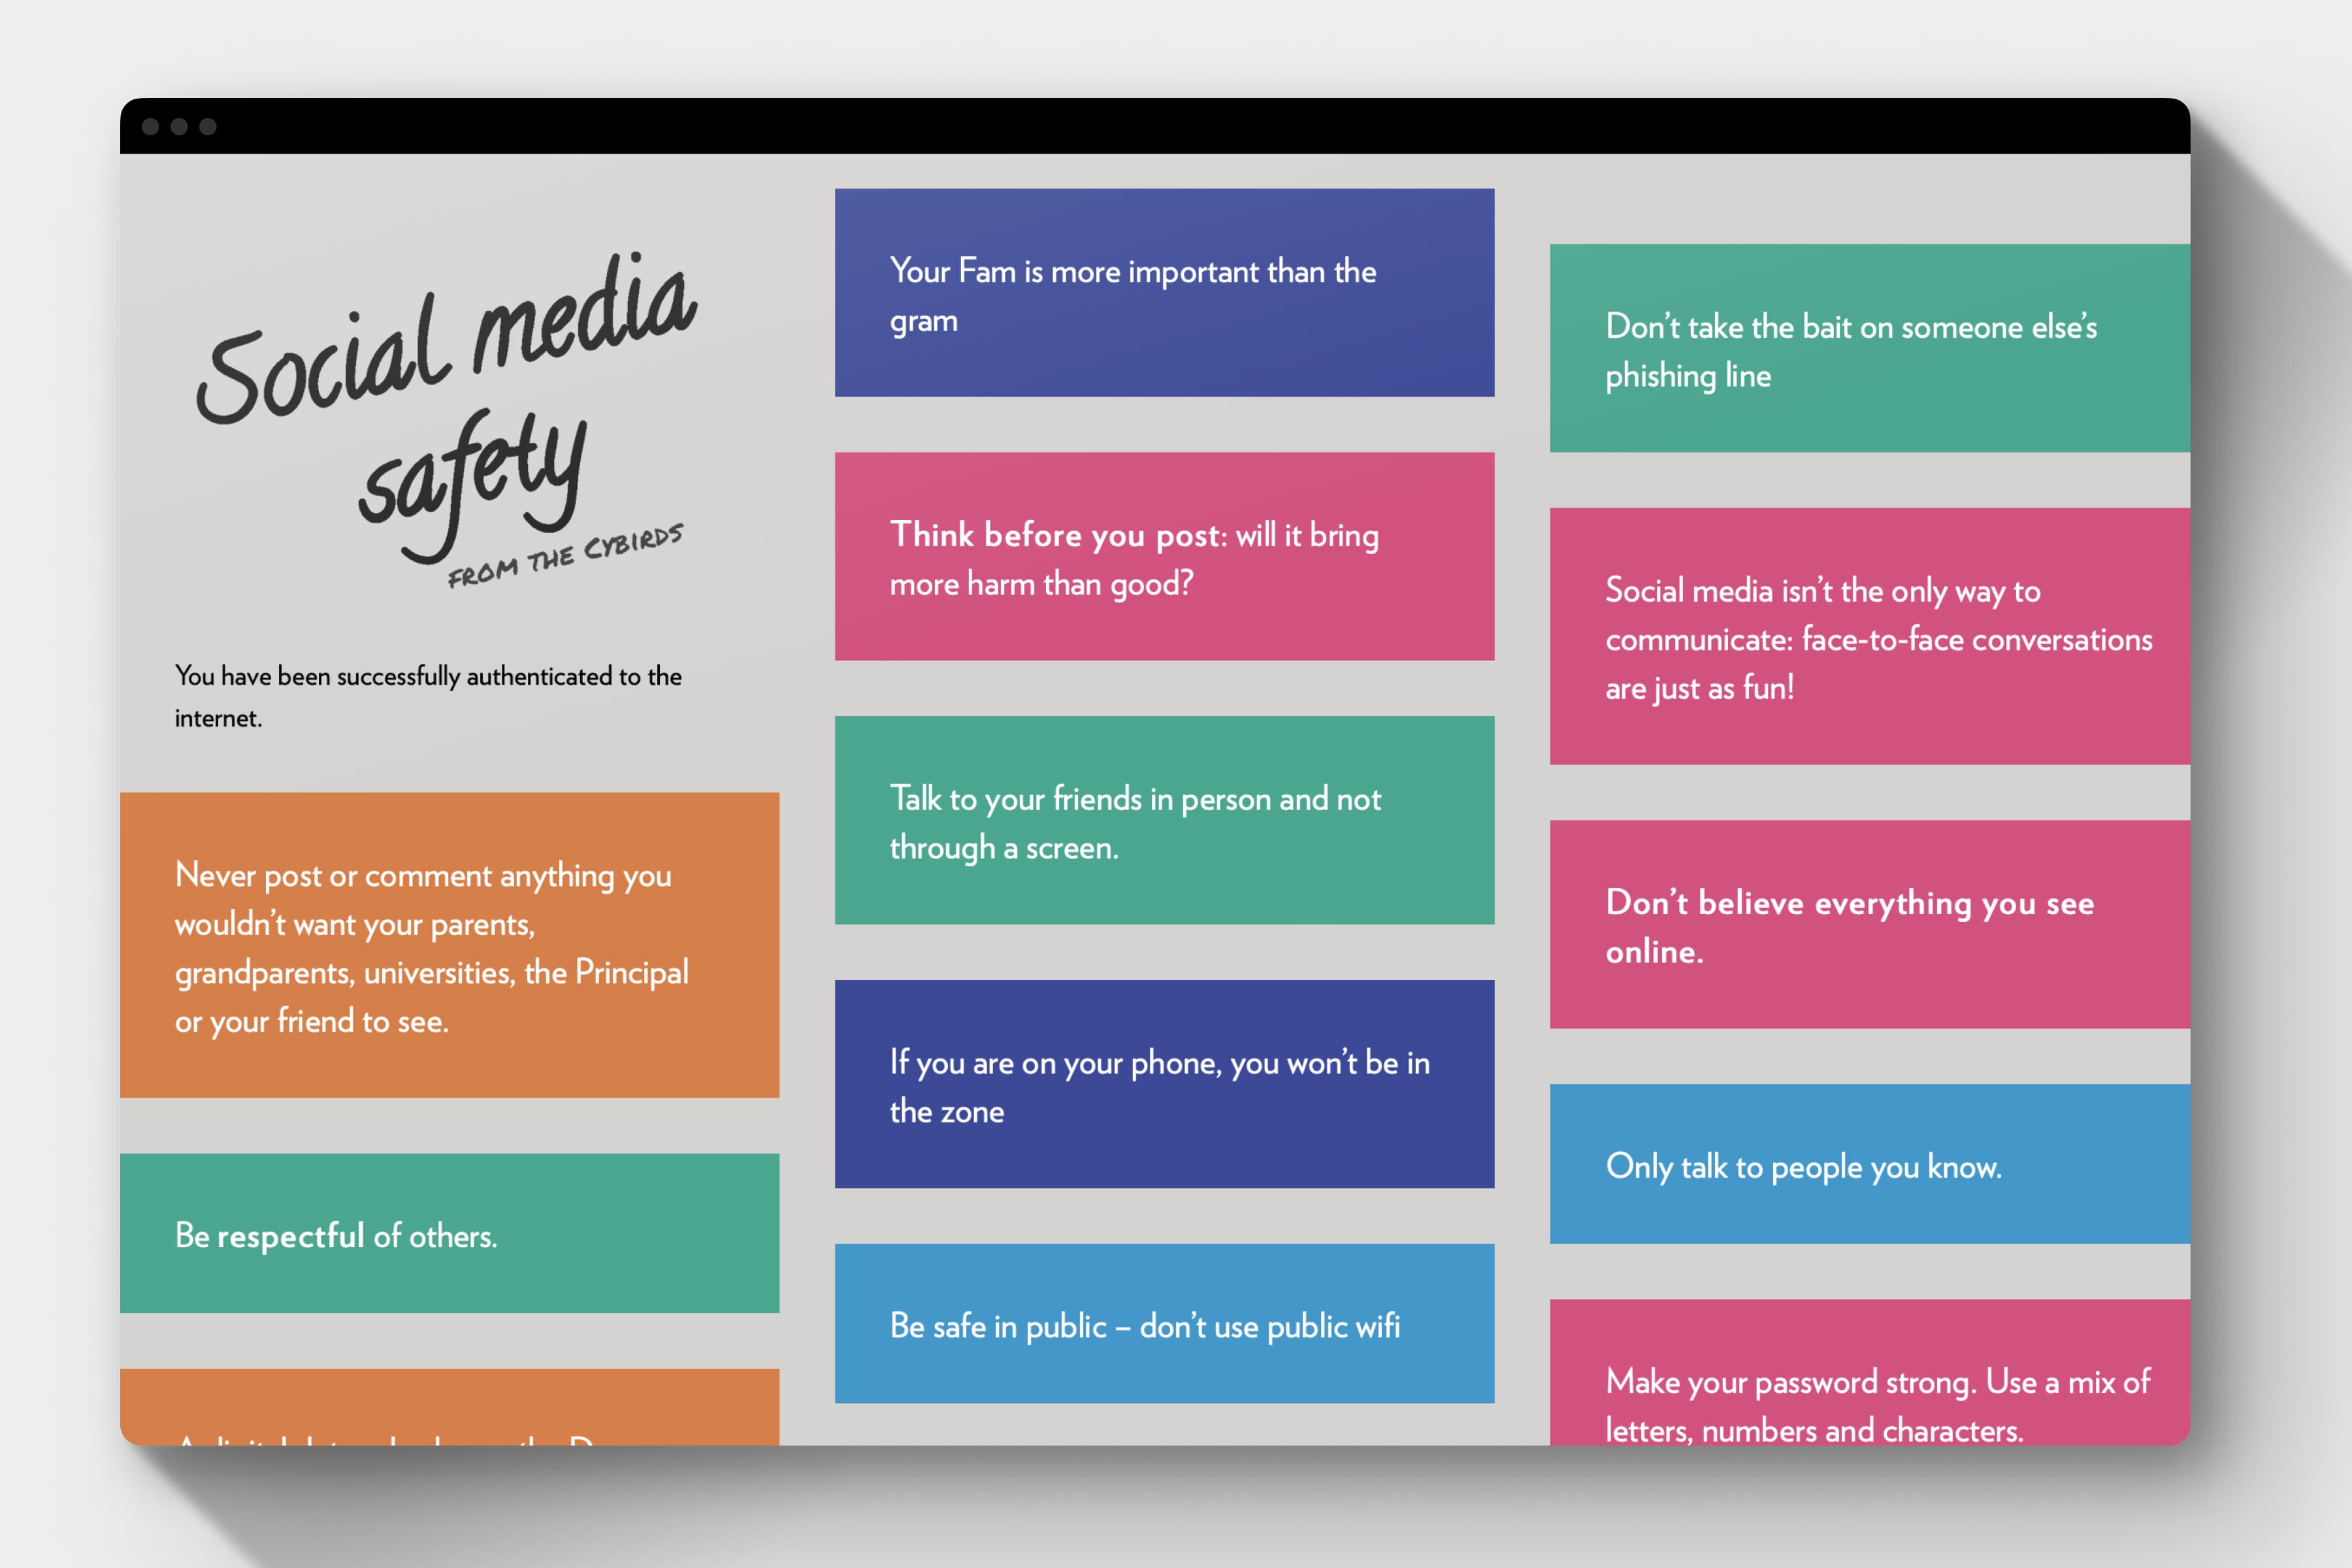 Social media
safety
FROM THE CYBIRDS
You have been successfully authenticated to the
internet.
Never post or comment anything you
wouldn't want your parents,
grandparents, universities, the Principal
or your friend to see.
Be respectful of others.
Your Fam is more important than the
gram
Think before you post: will it bring
more harm than good?
Talk to your friends in person and not
through a screen.
If you are on your phone, you won't be in
the zone
Be safe in public – don't use public wifi
Don't take the bait on someone else's
phishing line
Social media isn't the only way to
communicate: face-to-face conversations
are just as fun!
Don't believe everything you see
online.
Only talk to people you know.
Make your password strong. Use a mix of
letters, numbers and characters.